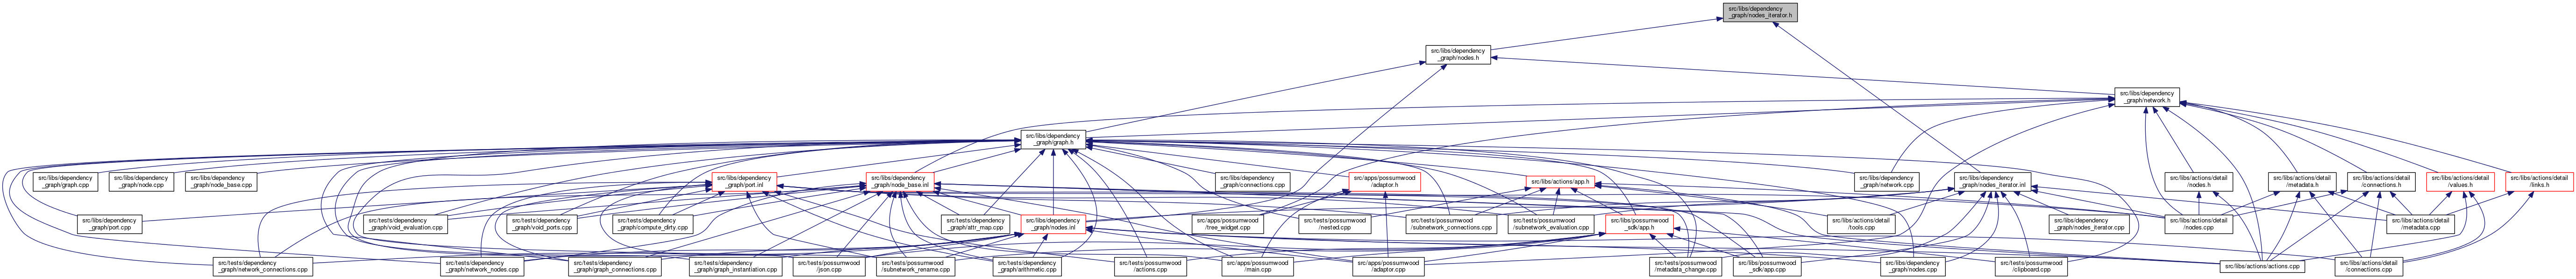 src/libs/dependency
_graph/nodes_iterator.h
src/libs/dependency
_graph/nodes.h
src/libs/dependency
_graph/network.h
src/libs/dependency
_graph/graph.h
src/libs/dependency
_graph/graph.cpp
src/libs/dependency
_graph/node.cpp
src/libs/dependency
_graph/node_base.cpp
src/libs/dependency
_graph/port.inl
src/libs/dependency
_graph/node_base.inl
src/libs/dependency
_graph/connections.cpp
src/apps/possumwood
/adaptor.h
src/libs/actions/app.h
src/libs/dependency
_graph/network.cpp
src/libs/dependency
_graph/nodes_iterator.inl
src/libs/actions/detail
/nodes.h
src/libs/actions/detail
/metadata.h
src/libs/actions/detail
/connections.h
src/libs/actions/detail
/values.h
src/libs/actions/detail
/links.h
src/libs/dependency
_graph/port.cpp
src/tests/dependency
_graph/void_evaluation.cpp
src/tests/dependency
_graph/void_ports.cpp
src/tests/dependency
_graph/compute_dirty.cpp
src/tests/dependency
_graph/attr_map.cpp
src/libs/dependency
_graph/nodes.inl
src/apps/possumwood
/tree_widget.cpp
src/tests/possumwood
/nested.cpp
src/tests/possumwood
/subnetwork_connections.cpp
src/tests/possumwood
/subnetwork_evaluation.cpp
src/libs/possumwood
_sdk/app.h
src/libs/actions/detail
/tools.cpp
src/libs/dependency
_graph/nodes_iterator.cpp
src/libs/actions/detail
/nodes.cpp
src/libs/actions/detail
/metadata.cpp
src/tests/dependency
_graph/network_connections.cpp
src/tests/dependency
_graph/network_nodes.cpp
src/tests/dependency
_graph/graph_connections.cpp
src/tests/dependency
_graph/graph_instantiation.cpp
src/tests/possumwood
/json.cpp
src/tests/possumwood
/subnetwork_rename.cpp
src/tests/dependency
_graph/arithmetic.cpp
src/tests/possumwood
/actions.cpp
src/apps/possumwood
/main.cpp
src/apps/possumwood
/adaptor.cpp
src/tests/possumwood
/metadata_change.cpp
src/libs/possumwood
_sdk/app.cpp
src/libs/dependency
_graph/nodes.cpp
src/tests/possumwood
/clipboard.cpp
src/libs/actions/actions.cpp
src/libs/actions/detail
/connections.cpp